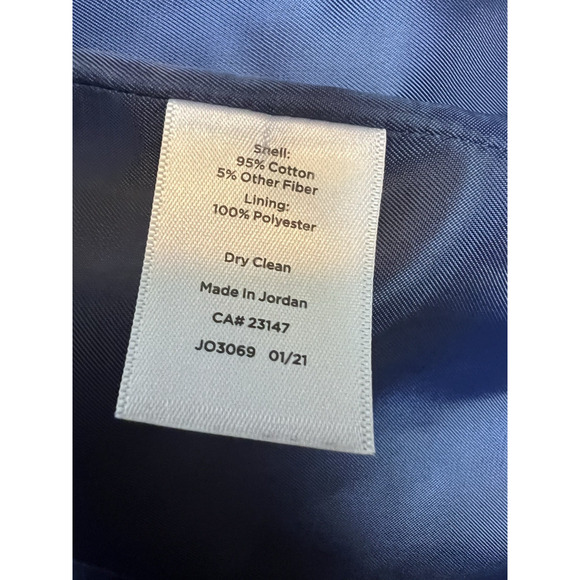 Shell:
95% Cotton
5% Other Fiber
Lining:
100% Polyester
Dry Clean
Made In Jordan
CA# 23147
JO3069 01/21